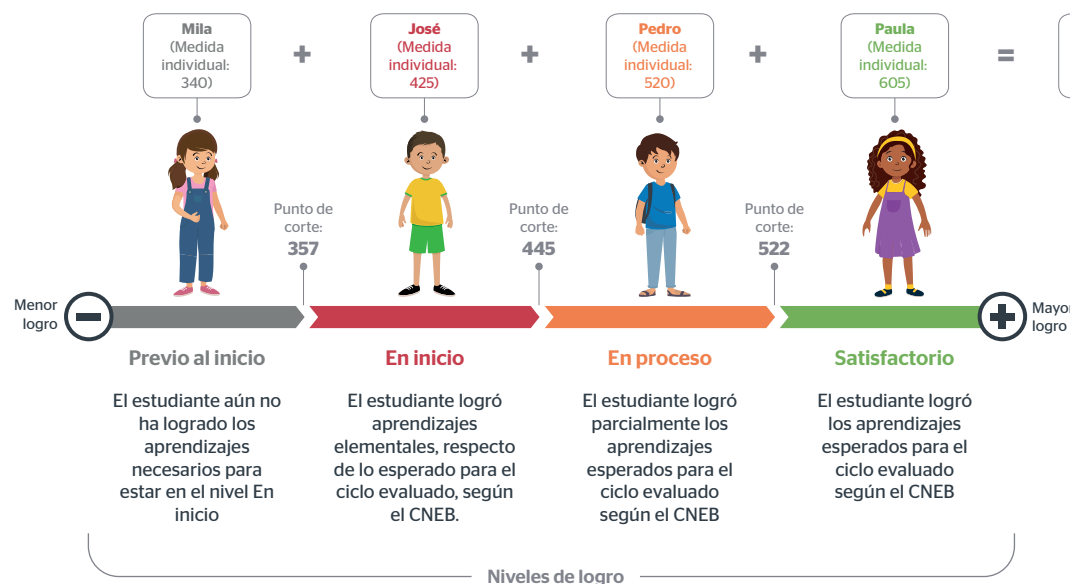 Mila
(Medida
individual:
340)
+
José
(Medida
individual:
425)
+
Pedro
(Medida
individual:
520)
+
Paula
(Medida
individual:
605)
=
Punto de
corte:
357
Punto de
corte:
445
Punto de
corte:
522
Menor
logro
Mayor
logro
Previo al inicio
El estudiante aún no
ha logrado los
aprendizajes
necesarios para
estar en el nivel En
inicio
En inicio
El estudiante logró
aprendizajes
elementales, respecto
de lo esperado para el
ciclo evaluado, según
el CNEB.
En proceso
El estudiante logró
parcialmente los
aprendizajes
esperados para el
ciclo evaluado
según el CNEB
Satisfactorio
El estudiante logró
los aprendizajes
esperados para el
ciclo evaluado
según el CNEB
Niveles de logro